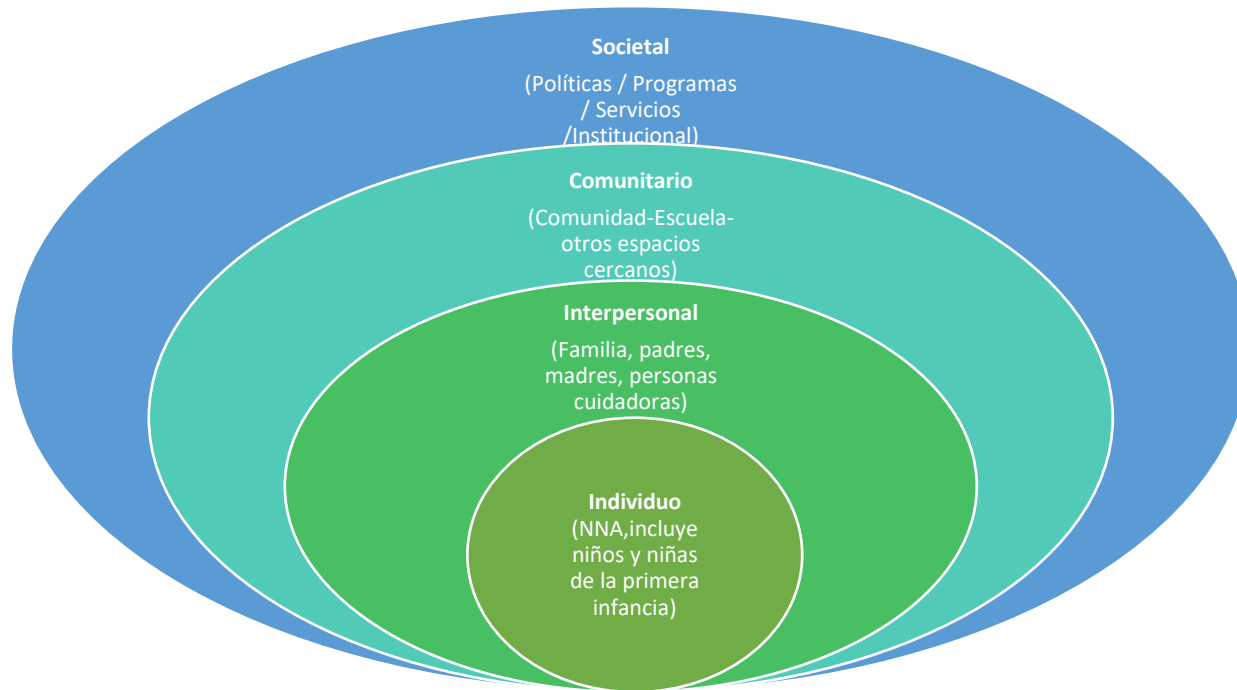 Societal
(Políticas / Programas
/ Servicios
/Institucional)
Comunitario
(Comunidad-Escuela-
otros espacios
cercanos)
Interpersonal
(Familia, padres,
madres, personas
cuidadoras)
Individuo
(NNA,incluye
niños y niñas
de la primera
infancia)